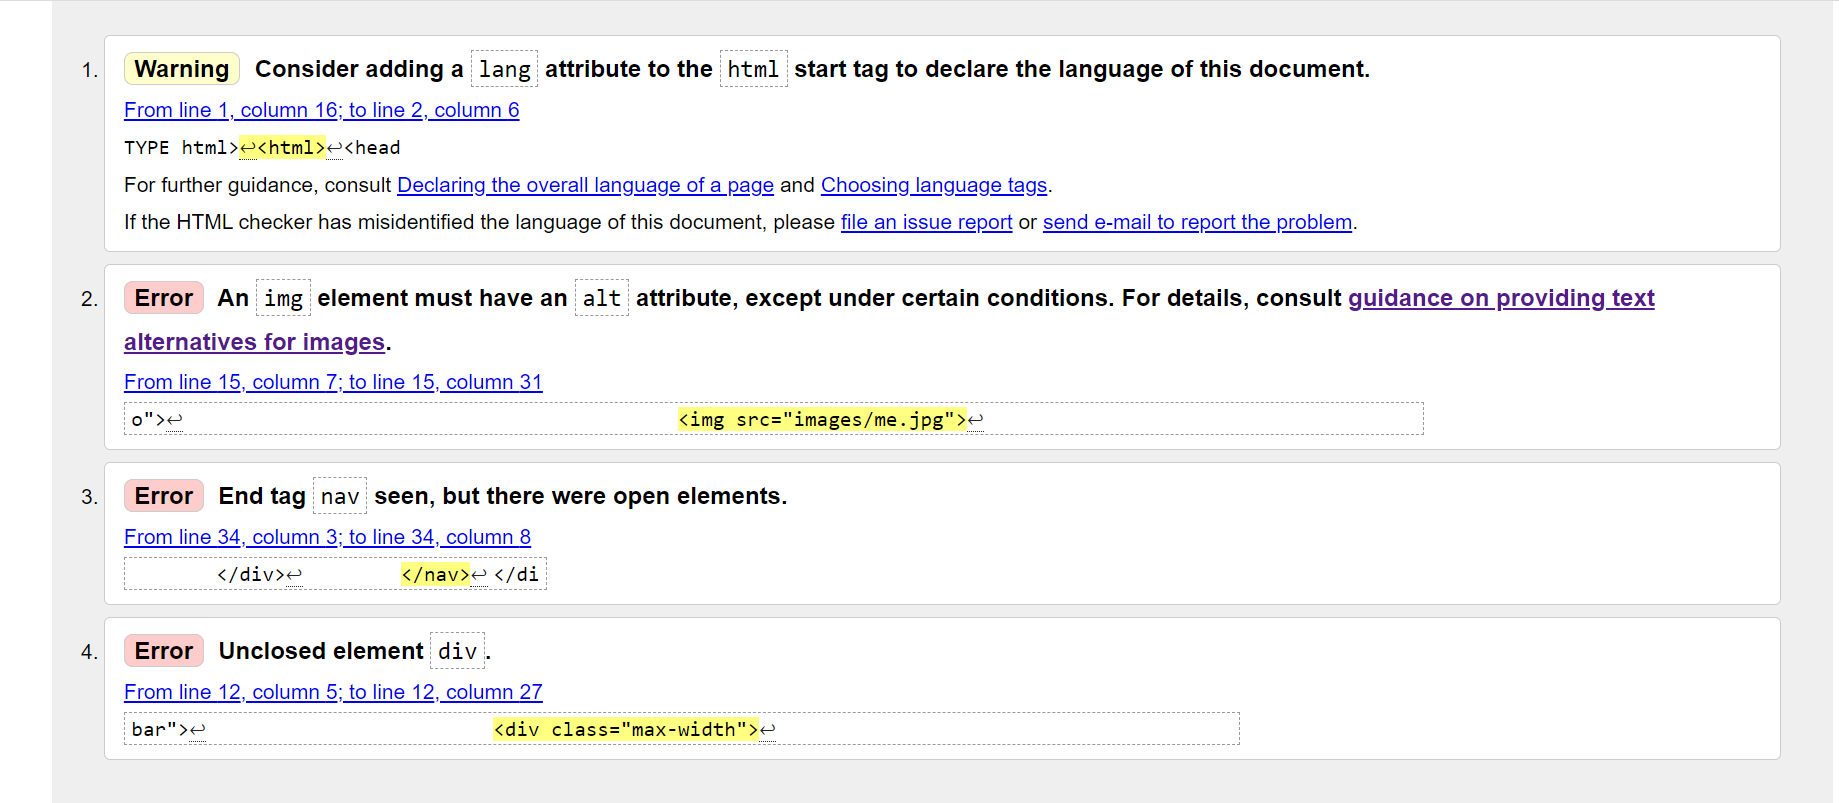 1. Warning Consider adding a lang attribute to the html start tag to declare the language of this document.
From line 1, column 16; to line 2, column 6
TYPE html>↩<html>↩<head
For further guidance, consult Declaring the overall language of a page and Choosing language tags.
If the HTML checker has misidentified the language of this document, please file an issue report or send e-mail to report the problem.
2. Error An img element must have an alt attribute, except under certain conditions. For details, consult guidance on providing text
alternatives for images.
From line 15, column 7; to line 15, column 31
o">↩ <img src="images/me.jpg">↩
3. Error End tag nav seen, but there were open elements.
From line 34, column 3; to line 34, column 8
</div>↩ </nav>↩ </di
4. Error Unclosed element div.
From line 12, column 5; to line 12, column 27
bar">↩ <div class="max-width">↩